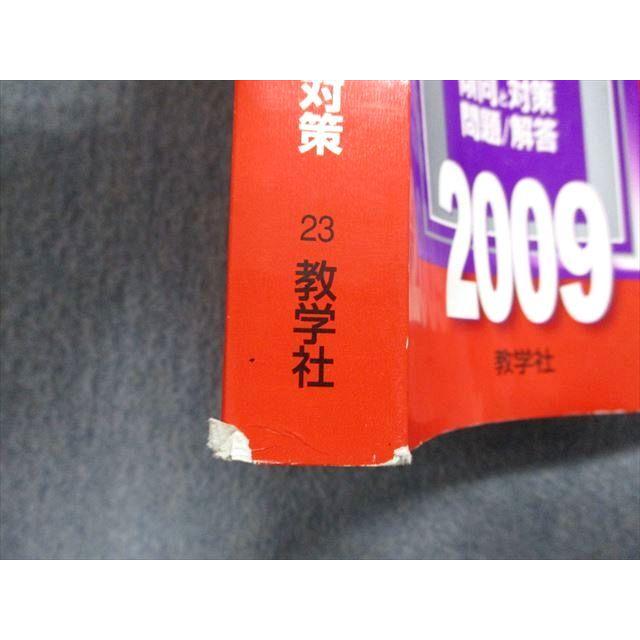 対策
23
教学社
傾向と対策
問題/解答
2009
教学社